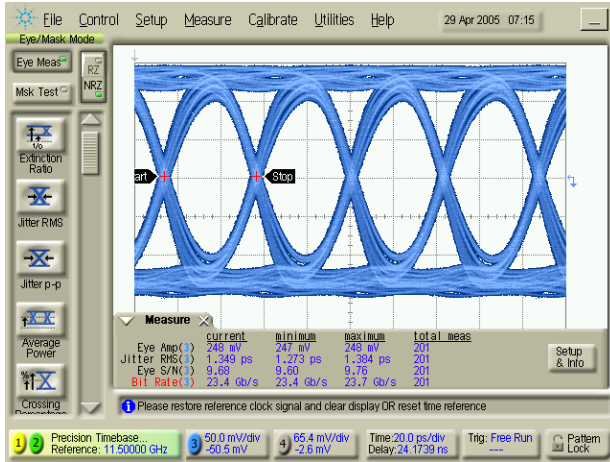 File Control Setup Measure Calibrate Utilities Help 29 Apr 2005 07:15
Eye/Mask Mode
Eye Meas
RZ
NRZ
Msk Test
Extinction
Ratio
Jitter RMS
Jitter p-p
Average
Power
Crossing
art
Stop
Measure
current minimum maximum total meas
Eye Amp(3) 248 mV 247 mV 248 mV 201
Jitter RMS(3) 1.349 ps 1.273 ps 1.384 ps 201
Eye S/N(3) 9.68 9.60 9.76 201
Bit Rate(3) 23.4 Gb/s 23.4 Gb/s 23.7 Gb/s 201
Setup
& Info
Please restore reference clock signal and clear display OR reset time reference
1 2 Precision Timebase...
Reference: 11.50000 GHz
3 50.0 mV/div
-50.5 mV
4 65.4 mV/div
-2.6 mV
Time:20.0 ps/div
Delay:24.1739 ns
Trig: Free Run
---
Pattern
Lock